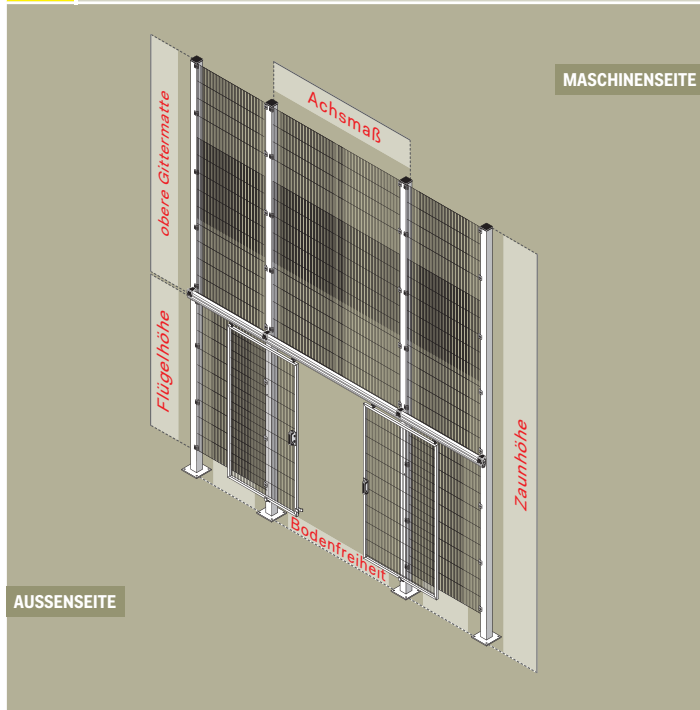 MASCHINENSEITE
Achsmaß
obere Gittermatte
Flügelhöhe
Zaunhöhe
Bodenfreiheit
AUSSENSEITE